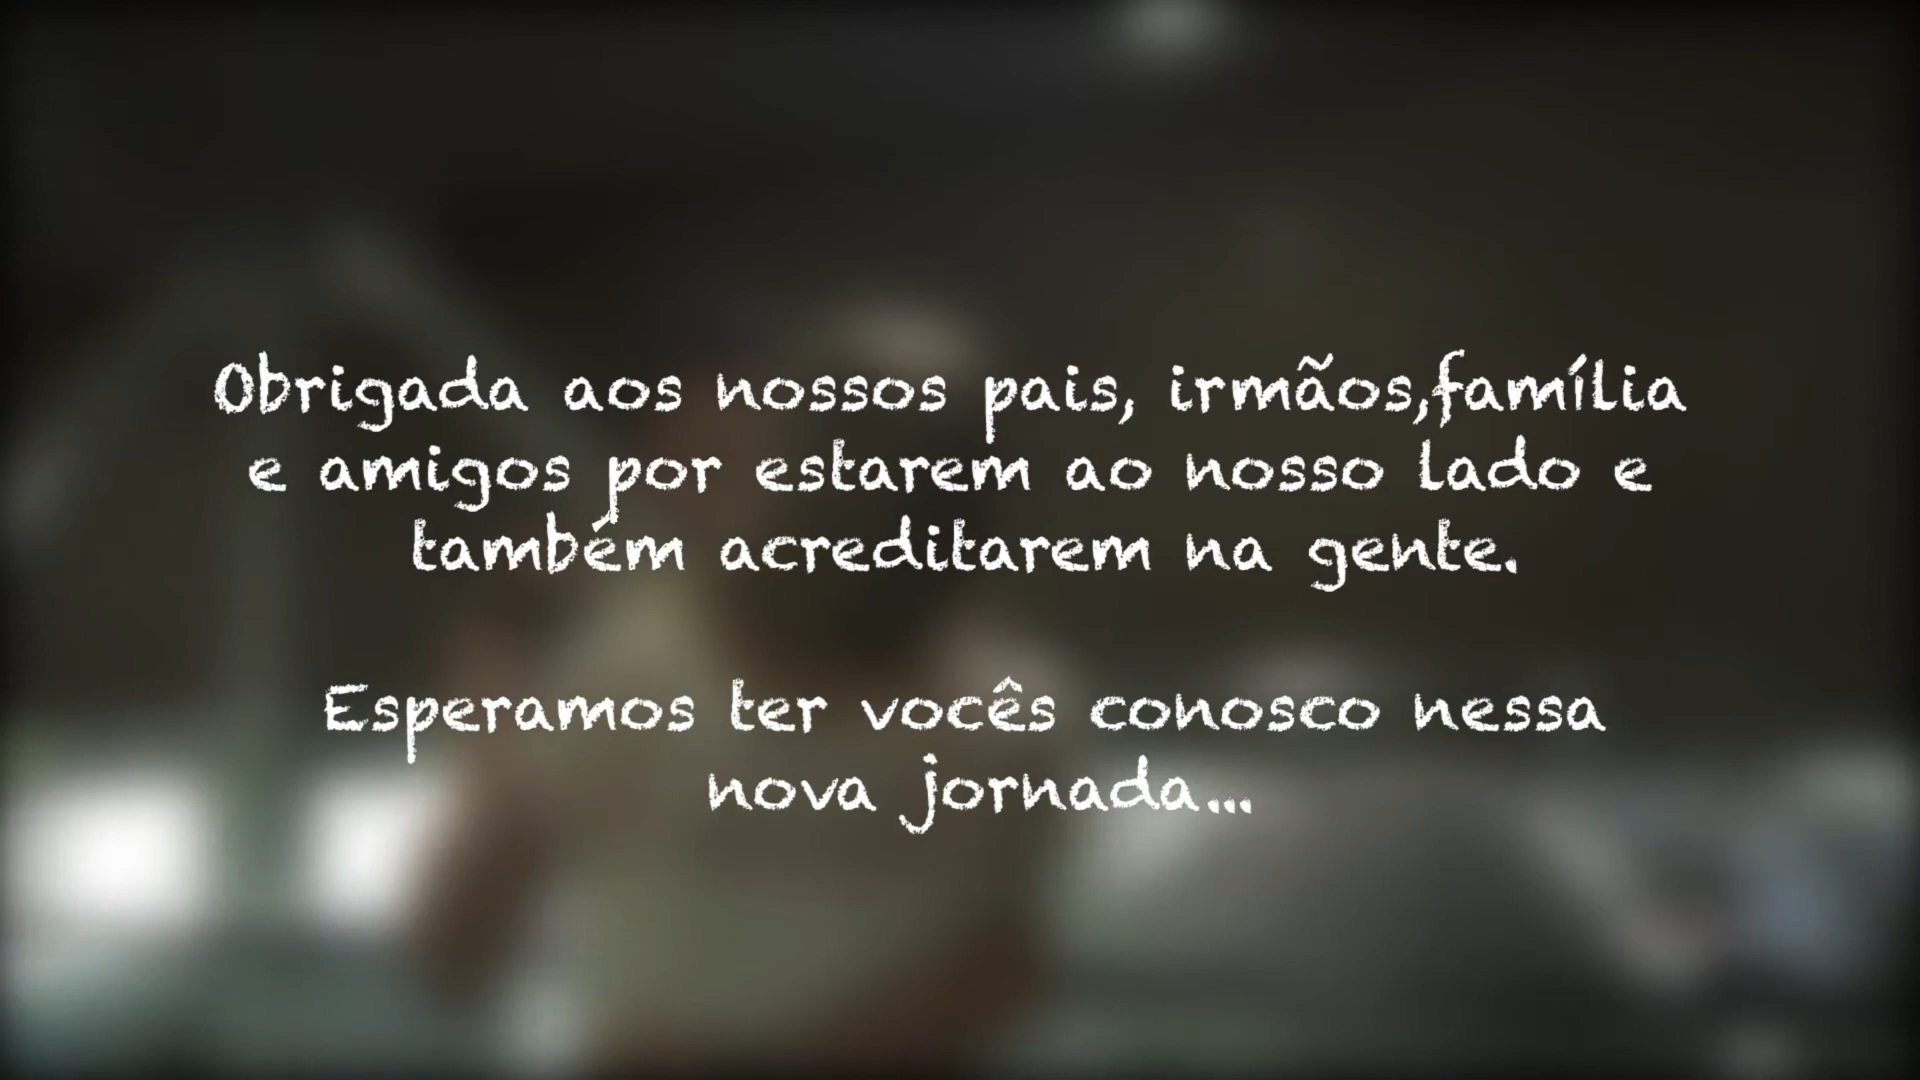 Obrigada aos nossos pais, irmãos,família
e amigos por estarem ao nosso lado e
também acreditarem na gente.
Esperamos ter vocês conosco nessa
nova jornada...